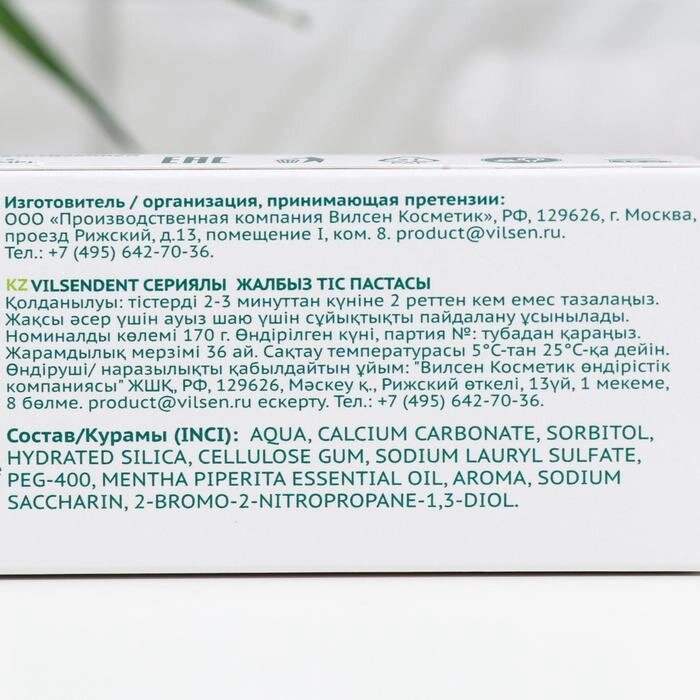 EAC
Изготовитель / организация, принимающая претензии:
ООО «Производственная компания Вилсен Косметик», РФ, 129626, г. Москва,
проезд Рижский, д.13, помещение I, ком. 8. product@vilsen.ru.
Тел.: +7 (495) 642-70-36.
KZ VILSENDENT СЕРИЯЛЫ ЖАЛБЫЗ ТІС ПАСТАСЫ
Қолданылуы: тістерді 2-3 минуттан күніне 2 реттен кем емес тазалаңыз.
Жақсы әсер үшін ауыз шаю үшін сұйықтықты пайдалану ұсынылады.
Номиналды көлемі 170 г. Өндірілген күні, партия №: тубадан қараңыз.
Жарамдылық мерзімі 36 ай. Сақтау температурасы 5°С-тан 25°С-қа дейін.
Өндіруші/ наразылықты қабылдайтын ұйым: "Вилсен Косметик өндірістік
компаниясы" ЖШҚ, РФ, 129626, Мәскеу қ., Рижский өткелі, 13үй, 1 мекеме,
8 бөлме. product@vilsen.ru ескерту. Тел.: +7 (495) 642-70-36.
Состав/Курамы (INCI): AQUA, CALCIUM CARBONATE, SORBITOL,
HYDRATED SILICA, CELLULOSE GUM, SODIUM LAURYL SULFATE,
PEG-400, MENTHA PIPERITA ESSENTIAL OIL, AROMA, SODIUM
SACCHARIN, 2-BROMO-2-NITROPROPANE-1,3-DIOL.